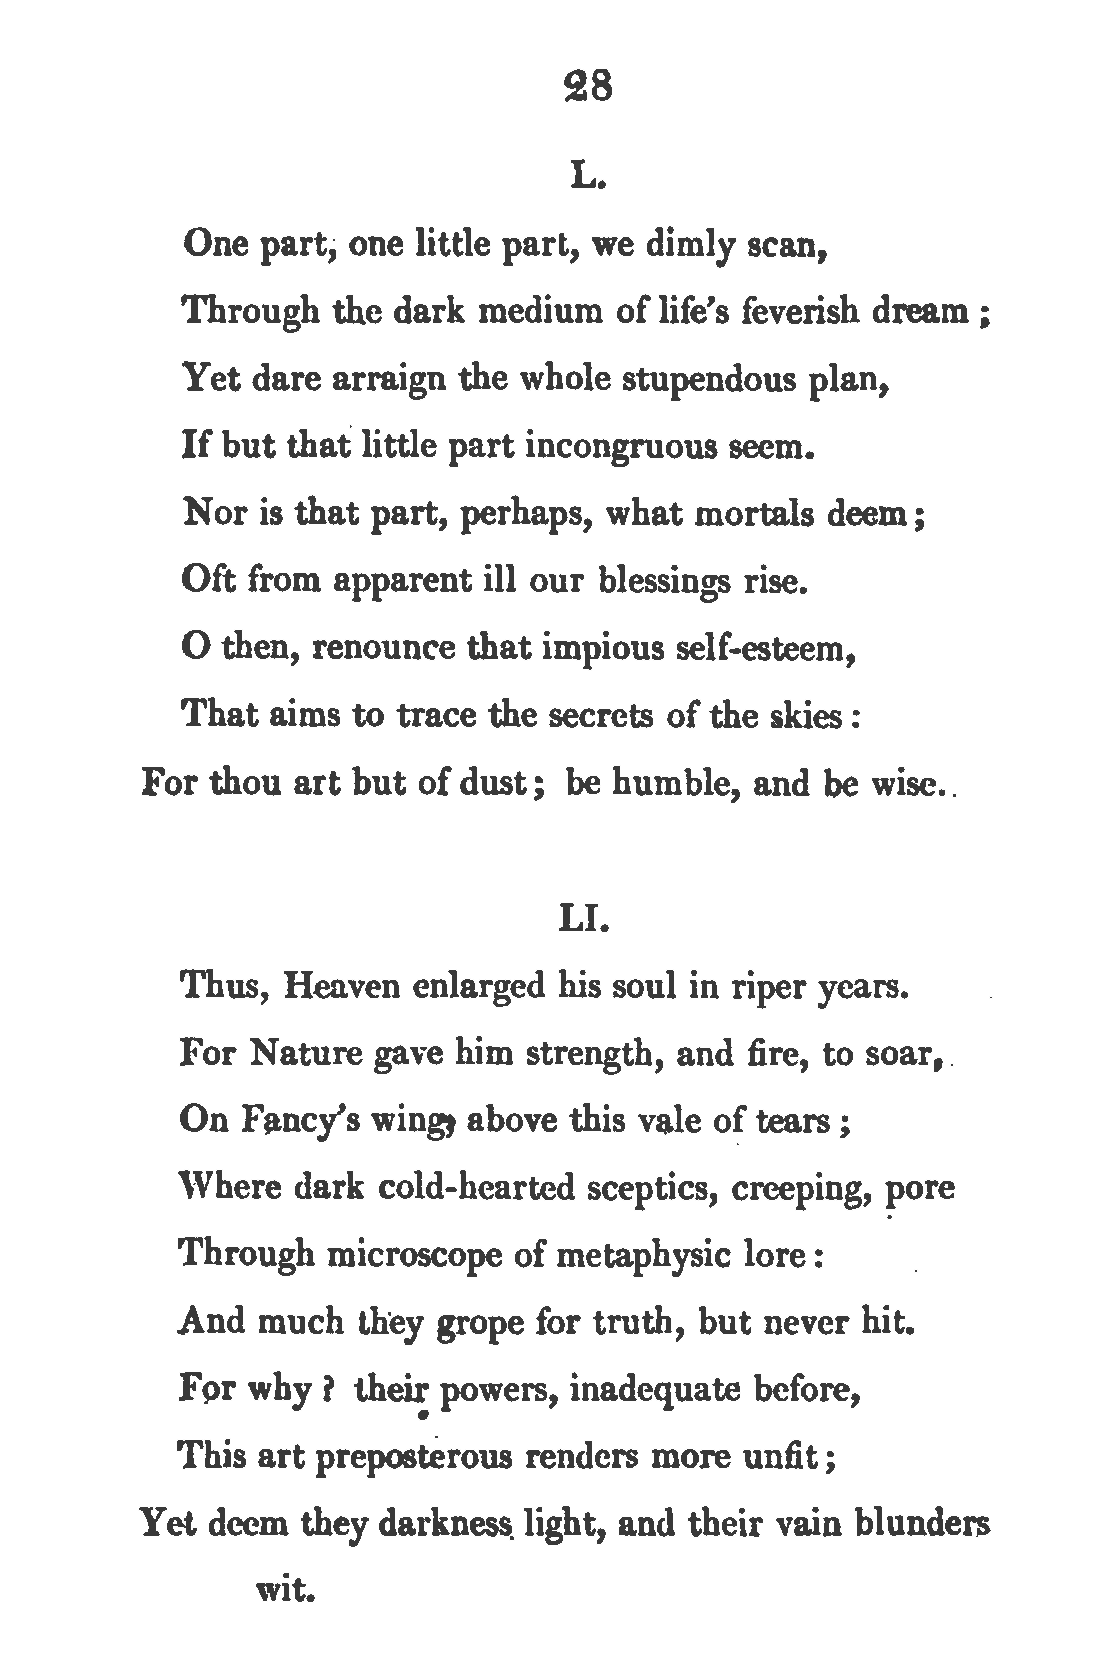 28
L.
One part, one little part, we dimly scan,
Through the dark medium of life's feverish dream ;
Yet dare arraign the whole stupendous plan,
If but that little part incongruous seem.
Nor is that part, perhaps, what mortals deem ;
Oft from apparent ill our blessings rise.
O then, renounce that impious self-esteem,
That aims to trace the secrets of the skies :
For thou art but of dust ; be humble, and be wise.
LI.
Thus, Heaven enlarged his soul in riper years.
For Nature gave him strength, and fire, to soar,
On Fancy's wing, above this vale of tears ;
Where dark cold-hearted sceptics, creeping, pore
Through microscope of metaphysic lore :
And much they grope for truth, but never hit.
For why ? their powers, inadequate before,
This art preposterous renders more unfit ;
Yet deem they darkness light, and their vain blunders
wit.